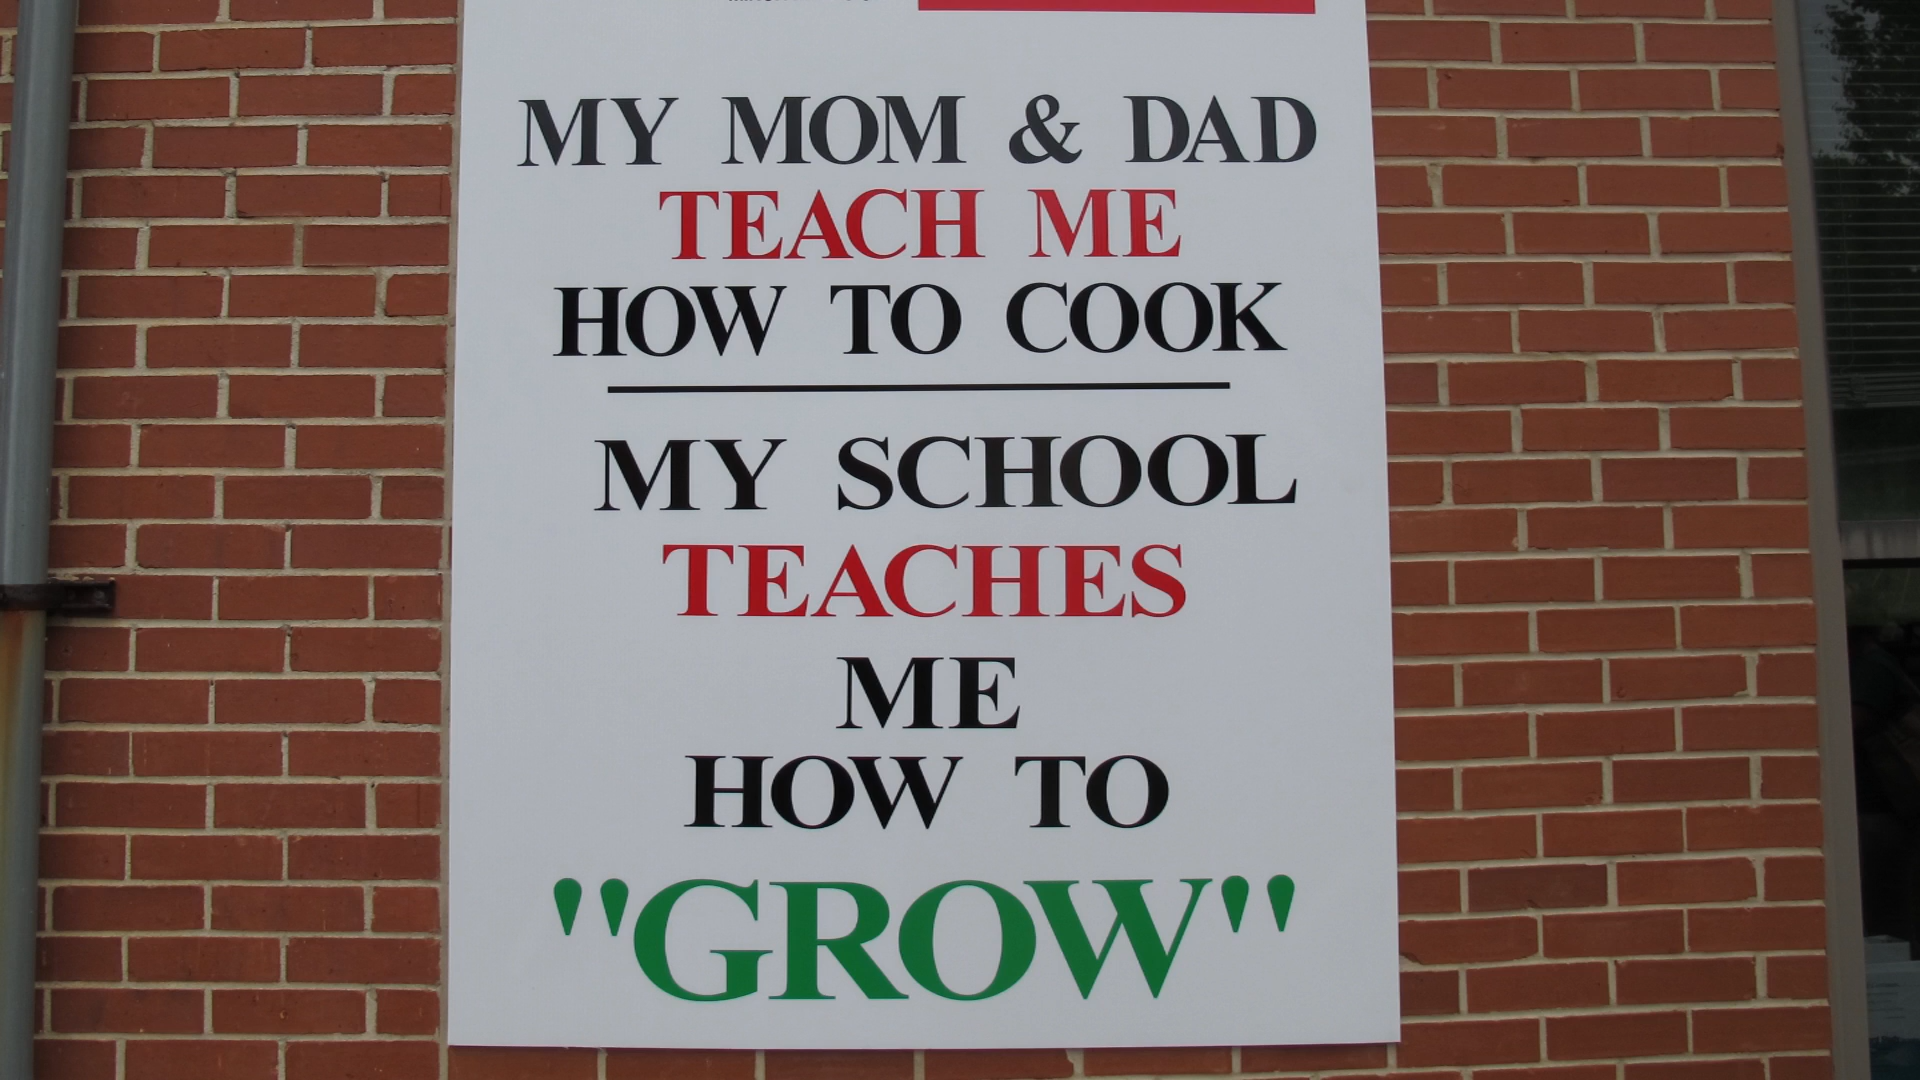 MY MOM & DAD
TEACH ME
HOW TO COOK
MY SCHOOL
TEACHES
ME
HOW TO
"GROW"